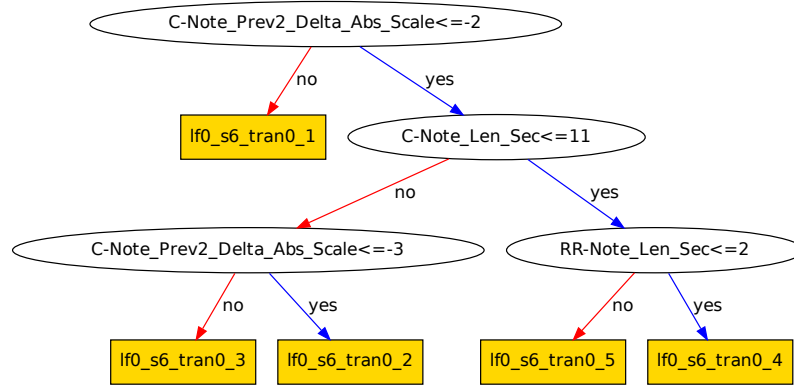 C-Note_Prev2_Delta_Abs_Scale<=-2
no
yes
lf0_s6_tran0_1
C-Note_Len_Sec<=11
no
yes
C-Note_Prev2_Delta_Abs_Scale<=-3
RR-Note_Len_Sec<=2
no
yes
no
yes
lf0_s6_tran0_3
lf0_s6_tran0_2
lf0_s6_tran0_5
lf0_s6_tran0_4